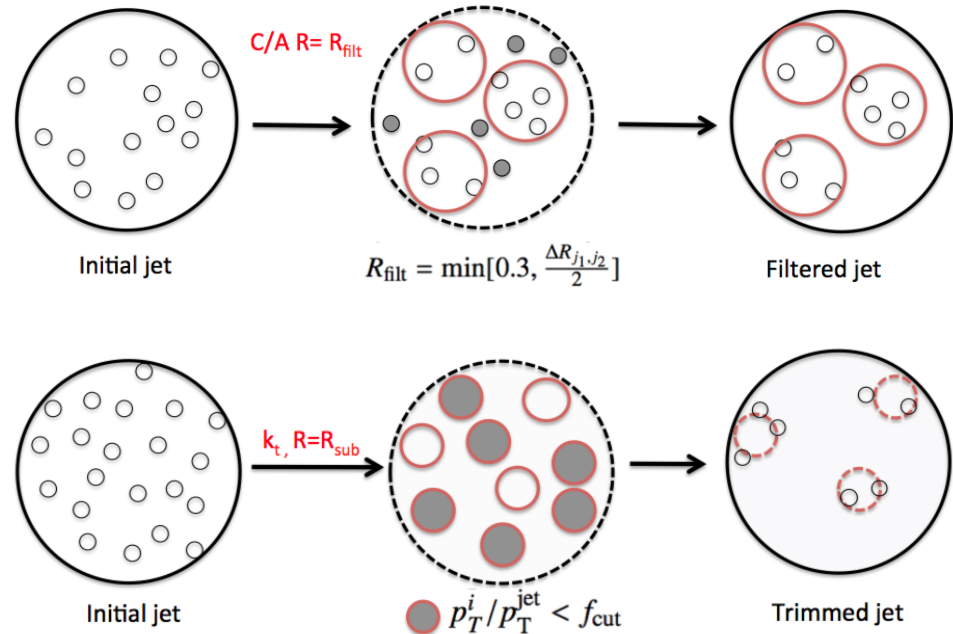 C/A R= R_filt
Initial jet
R_filt = min[0.3, ΔR_{j1,j2}/2]
Filtered jet
k_t, R=R_sub
Initial jet
p_T^i/p_T^jet < f_cut
Trimmed jet